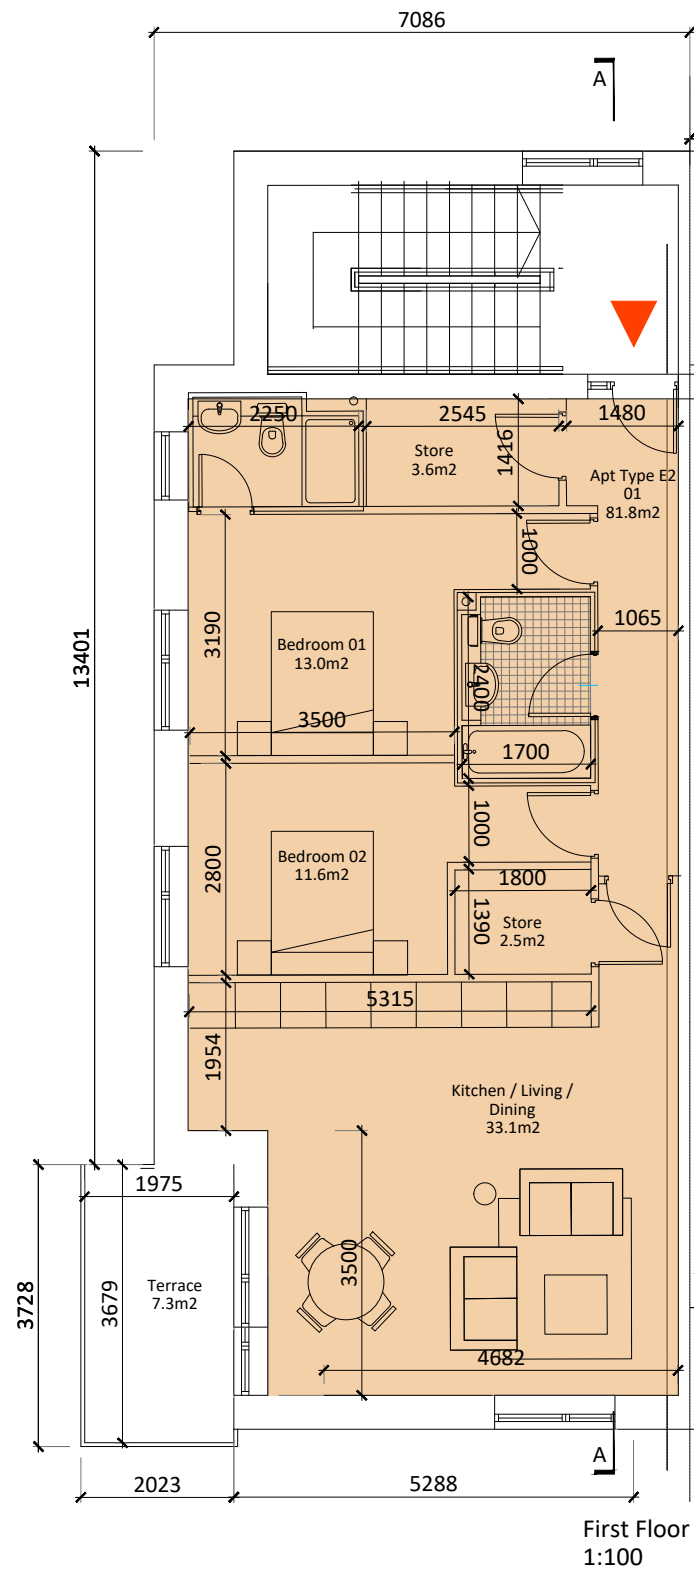 7086
A
2250
2545
1480
1416
Store
3.6m2
Apt Type E2
01
81.8m2
1000
3190
1065
Bedroom 01
13.0m2
13401
2400
3500
1700
1000
2800
Bedroom 02
11.6m2
1800
1390
Store
2.5m2
5315
1954
Kitchen / Living /
Dining
33.1m2
1975
3500
Terrace
7.3m2
3728
3679
4682
A
2023
5288
First Floor
1:100